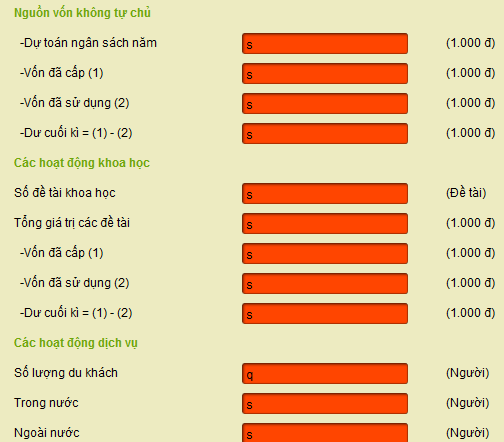 Nguồn vốn không tự chủ
-Dự toán ngân sách năm s (1.000 đ)
-Vốn đã cấp (1) s (1.000 đ)
-Vốn đã sử dụng (2) s (1.000 đ)
-Dư cuối kì = (1) - (2) s (1.000 đ)
Các hoạt động khoa học
Số đề tài khoa học s (Đề tài)
Tổng giá trị các đề tài s (1.000 đ)
-Vốn đã cấp (1) s (1.000 đ)
-Vốn đã sử dụng (2) s (1.000 đ)
-Dư cuối kì = (1) - (2) s (1.000 đ)
Các hoạt động dịch vụ
Số lượng du khách q (Người)
Trong nước s (Người)
Ngoài nước s (Người)